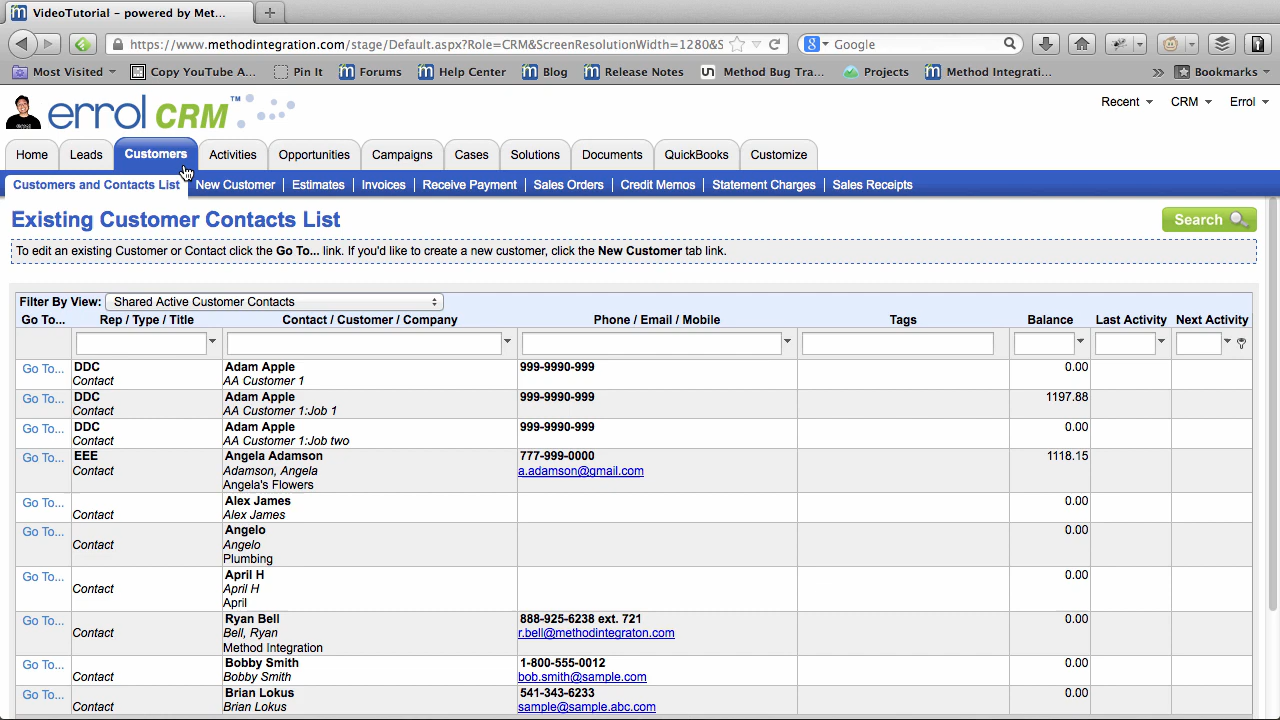 VideoTutorial – powered by Met...
https://www.methodintegration.com/stage/Default.aspx?Role=CRM&ScreenResolutionWidth=1280&S
Google
Most Visited Copy YouTube A... Pin It Forums Help Center Blog Release Notes Method Bug Tra... Projects Method Integrati... » Bookmarks
errol CRM™
Recent CRM Errol
Home Leads Customers Activities Opportunities Campaigns Cases Solutions Documents QuickBooks Customize
Customers and Contacts List New Customer Estimates Invoices Receive Payment Sales Orders Credit Memos Statement Charges Sales Receipts
Existing Customer Contacts List
Search
To edit an existing Customer or Contact click the Go To... link. If you'd like to create a new customer, click the New Customer tab link.
Filter By View: Shared Active Customer Contacts
Go To... Rep / Type / Title Contact / Customer / Company Phone / Email / Mobile Tags Balance Last Activity Next Activity
Go To... DDC Adam Apple 999-9990-999 0.00
Contact AA Customer 1
Go To... DDC Adam Apple 999-9990-999 1197.88
Contact AA Customer 1:Job 1
Go To... DDC Adam Apple 999-9990-999 0.00
Contact AA Customer 1:Job two
Go To... EEE Angela Adamson 777-999-0000 1118.15
Contact Adamson, Angela a.adamson@gmail.com
Angela's Flowers
Go To... Alex James 0.00
Contact Alex James
Go To... Angelo 0.00
Contact Angelo
Plumbing
Go To... April H 0.00
Contact April H
April
Go To... Ryan Bell 888-925-6238 ext. 721 0.00
Contact Bell, Ryan r.bell@methodintegraton.com
Method Integration
Go To... Bobby Smith 1-800-555-0012 0.00
Contact Bobby Smith bob.smith@sample.com
Go To... Brian Lokus 541-343-6233 0.00
Contact Brian Lokus sample@sample.abc.com